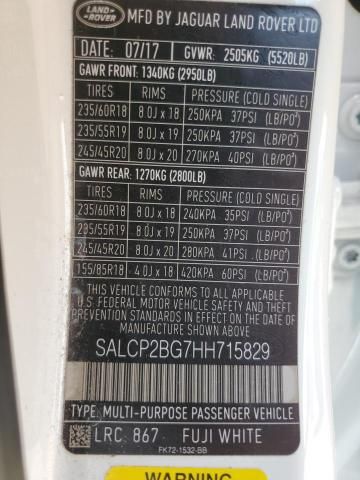 LAND-
ROVER
MFD BY JAGUAR LAND ROVER LTD
DATE: 07/17 GVWR: 2505KG (5520LB)
GAWR FRONT: 1340KG (2950LB)
TIRES RIMS PRESSURE (COLD SINGLE)
235/60R18 8.0J x 18 250KPA 37PSI (LB/PO²)
235/55R19 8.0J x 19 250KPA 37PSI (LB/PO²)
245/45R20 8.0J x 20 270KPA 40PSI (LB/PO²)
GAWR REAR: 1270KG (2800LB)
TIRES RIMS PRESSURE (COLD SINGLE)
235/60R18 8.0J x 18 240KPA 35PSI (LB/PO²)
235/55R19 8.0J x 19 250KPA 37PSI (LB/PO²)
245/45R20 8.0J x 20 280KPA 41PSI (LB/PO²)
155/85R18 4.0J x 18 420KPA 60PSI (LB/PO²)
THIS VEHICLE CONFORMS TO ALL APPLICABLE
U.S. FEDERAL MOTOR VEHICLE SAFETY, BUMPER AND THEFT
PREVENTION STANDARDS IN EFFECT ON THE DATE OF
MANUFACTURE SHOWN ABOVE
SALCP2BG7HH715829
TYPE: MULTI-PURPOSE PASSENGER VEHICLE
LRC 867 FUJI WHITE
FK72-1532-BB
WARNING